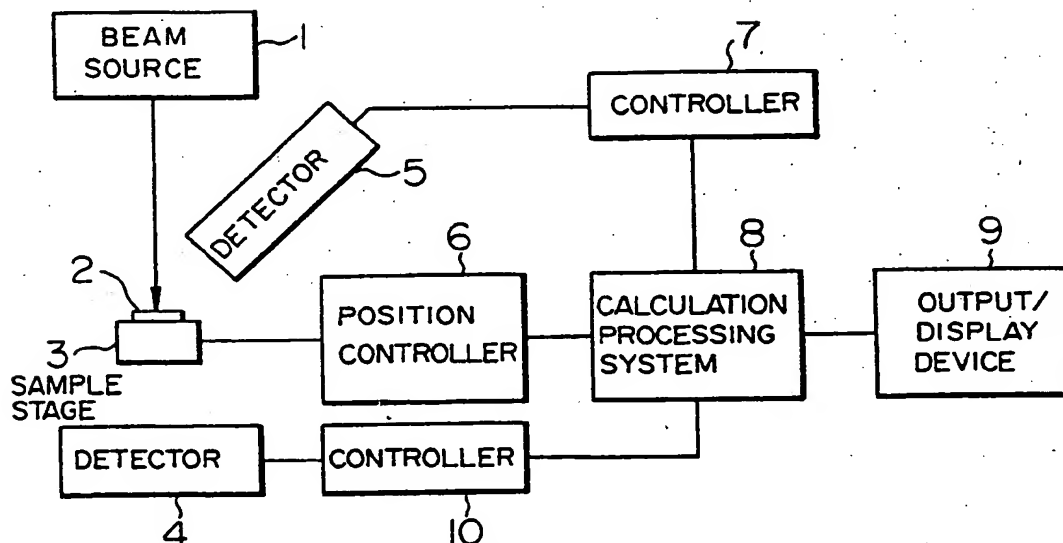 BEAM
SOURCE
1
7
CONTROLLER
DETECTOR
5
2
3
SAMPLE
STAGE
6
POSITION
CONTROLLER
8
CALCULATION
PROCESSING
SYSTEM
9
OUTPUT/
DISPLAY
DEVICE
DETECTOR
4
CONTROLLER
10